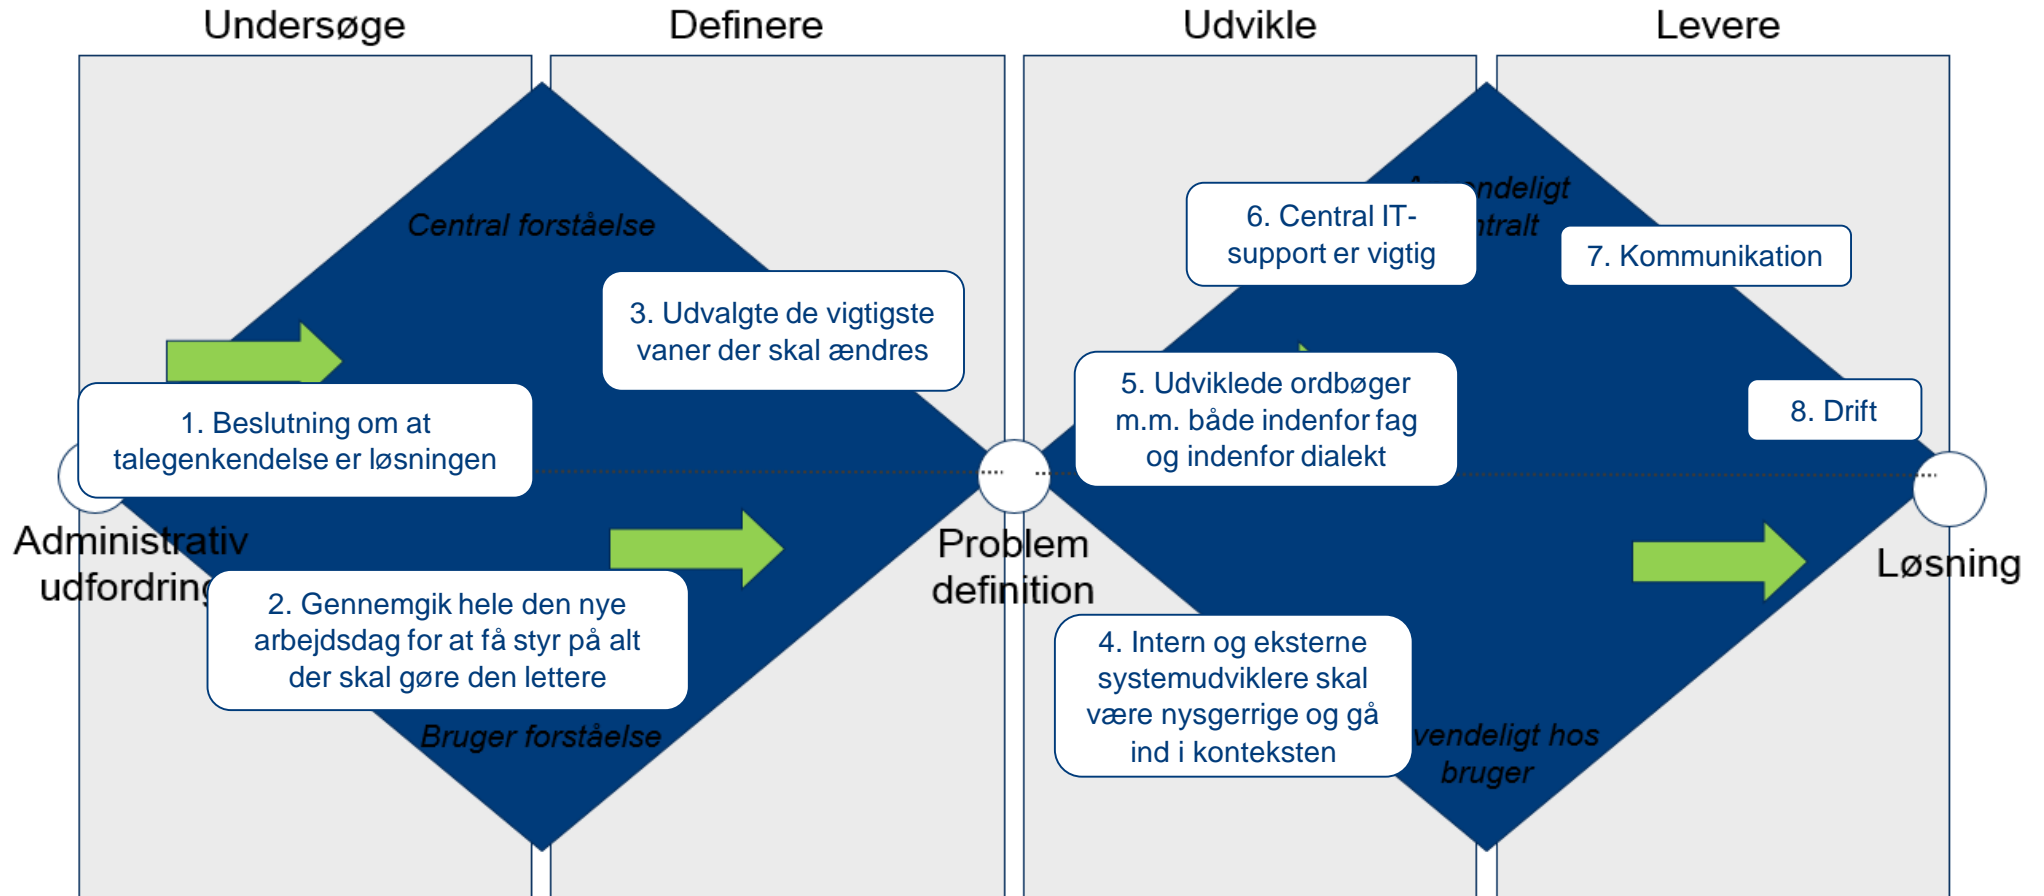 Undersøge
Definere
Udvikle
Levere
Central forståelse
6. Central IT-
support er vigtig
7. Kommunikation
3. Udvalgte de vigtigste
vaner der skal ændres
5. Udviklede ordbøger
m.m. både indenfor fag
og indenfor dialekt
8. Drift
1. Beslutning om at
talegenkendelse er løsningen
Administrativ
udfordring
Problem
definition
Løsning
2. Gennemgik hele den nye
arbejdsdag for at få styr på alt
der skal gøre den lettere
4. Intern og eksterne
systemudviklere skal
være nysgerrige og gå
ind i konteksten
Bruger forståelse
hos
bruger